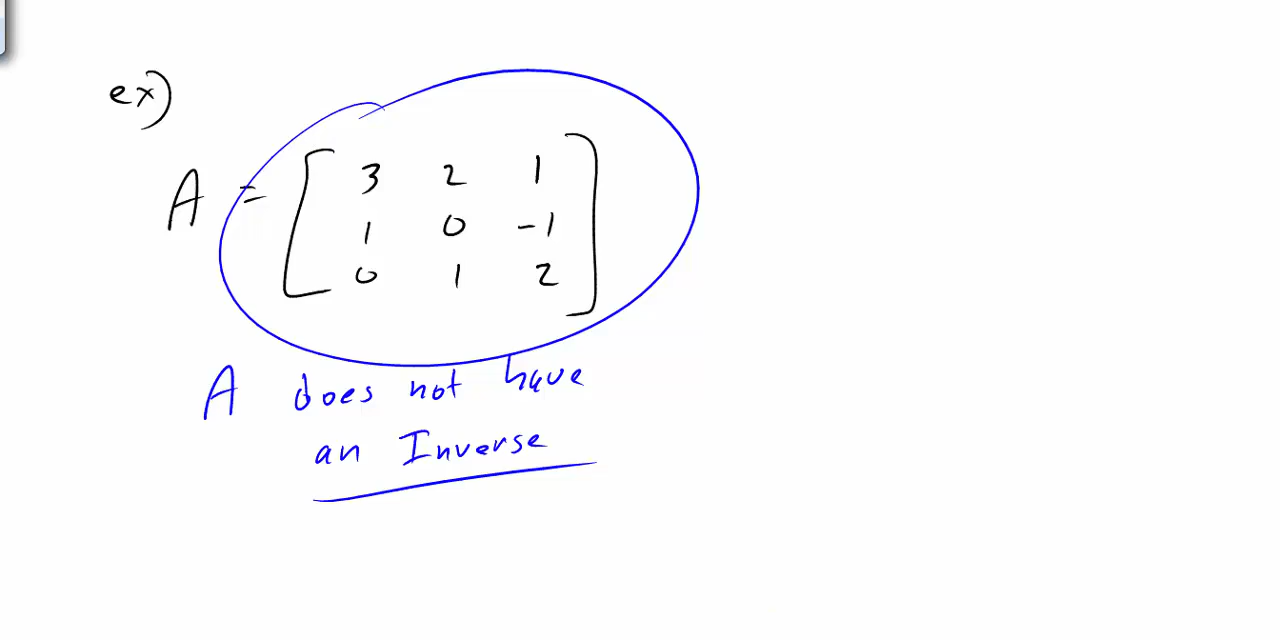 ex)
A = [ 3 2 1
1 0 -1
0 1 2 ]
A does not have
an Inverse